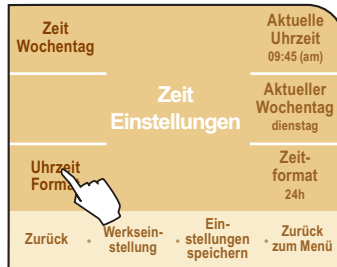 Zeit
Wochentag
Aktuelle
Uhrzeit
09:45 (am)
Zeit
Einstellungen
Aktueller
Wochentag
dienstag
Uhrzeit
Format
Zeit-
format
24h
Zurück
Werksein-
stellung
Ein-
stellungen
speichern
Zurück
zum Menü